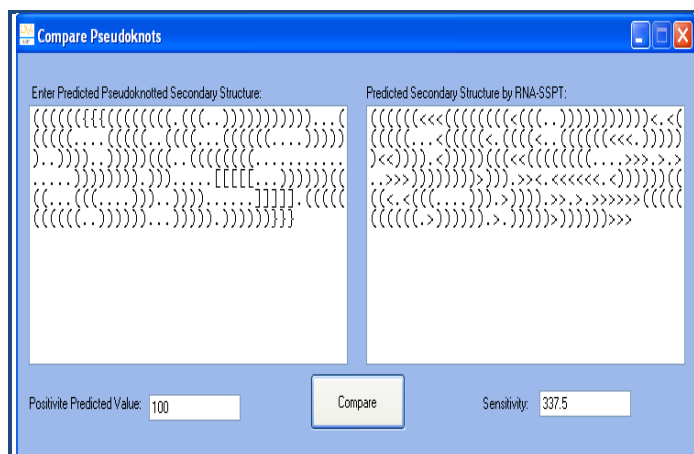 Compare Pseudoknots
Enter Predicted Pseudoknotted Secondary Structure:
(((((({{{((((((((.(((..)))))))))))...(
(((((....(((((..((((...((((((....)))))
)..))))...)))))(((..((((((((............
.....)))))))).))).....[[[[[...))))))((
((...(((....)))..))))......]]]]].(((((
((((((..))))))...))))).))))))}}}
Predicted Secondary Structure by RNA-SSPT:
((((((<<<(((((((((<(((..)))))))))))<.<(
(((((...<(((((<.((((<..((((((<<<.)))))
)<<)))).<)))))(((<<((((((((....>>>.>.>
..>>>))))))))>))).>><.<<<<<<.<))))))((
((<.<(((....)))).>)))).>>.>.>>>>>>(((((
((((((.>)))))).>.)))))>))))))>>>
Positivite Predicted Value:
100
Compare
Sensitivity:
337.5